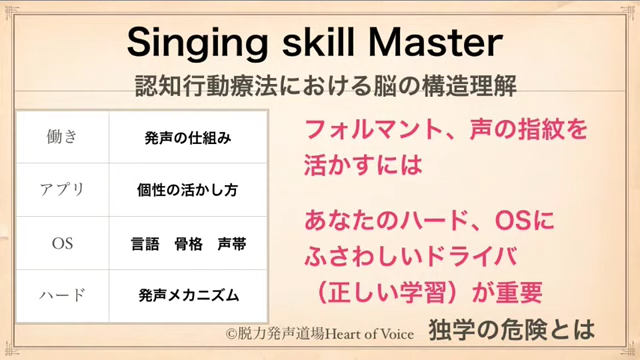 Singing skill Master
認知行動療法における脳の構造理解
働き 発声の仕組み
アプリ 個性の活かし方
OS 言語 骨格 声帯
ハード 発声メカニズム
フォルマント、声の指紋を
活かすには
あなたのハード、OSに
ふさわしいドライバ
（正しい学習）が重要
©脱力発声道場Heart of Voice
独学の危険とは